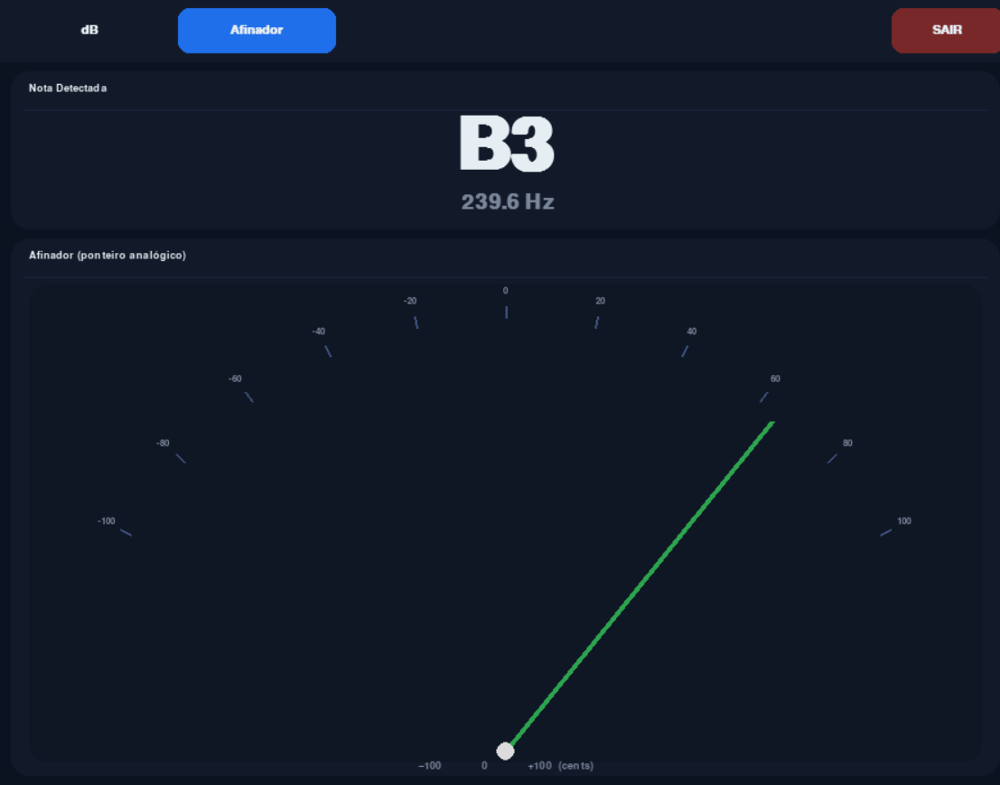 dB Afinador SAIR
Nota Detectada
B3
239.6 Hz
Afinador (ponteiro analógico)
0
-20 20
-40 40
-60 60
-80 80
-100 100
−100 0 +100 (cents)